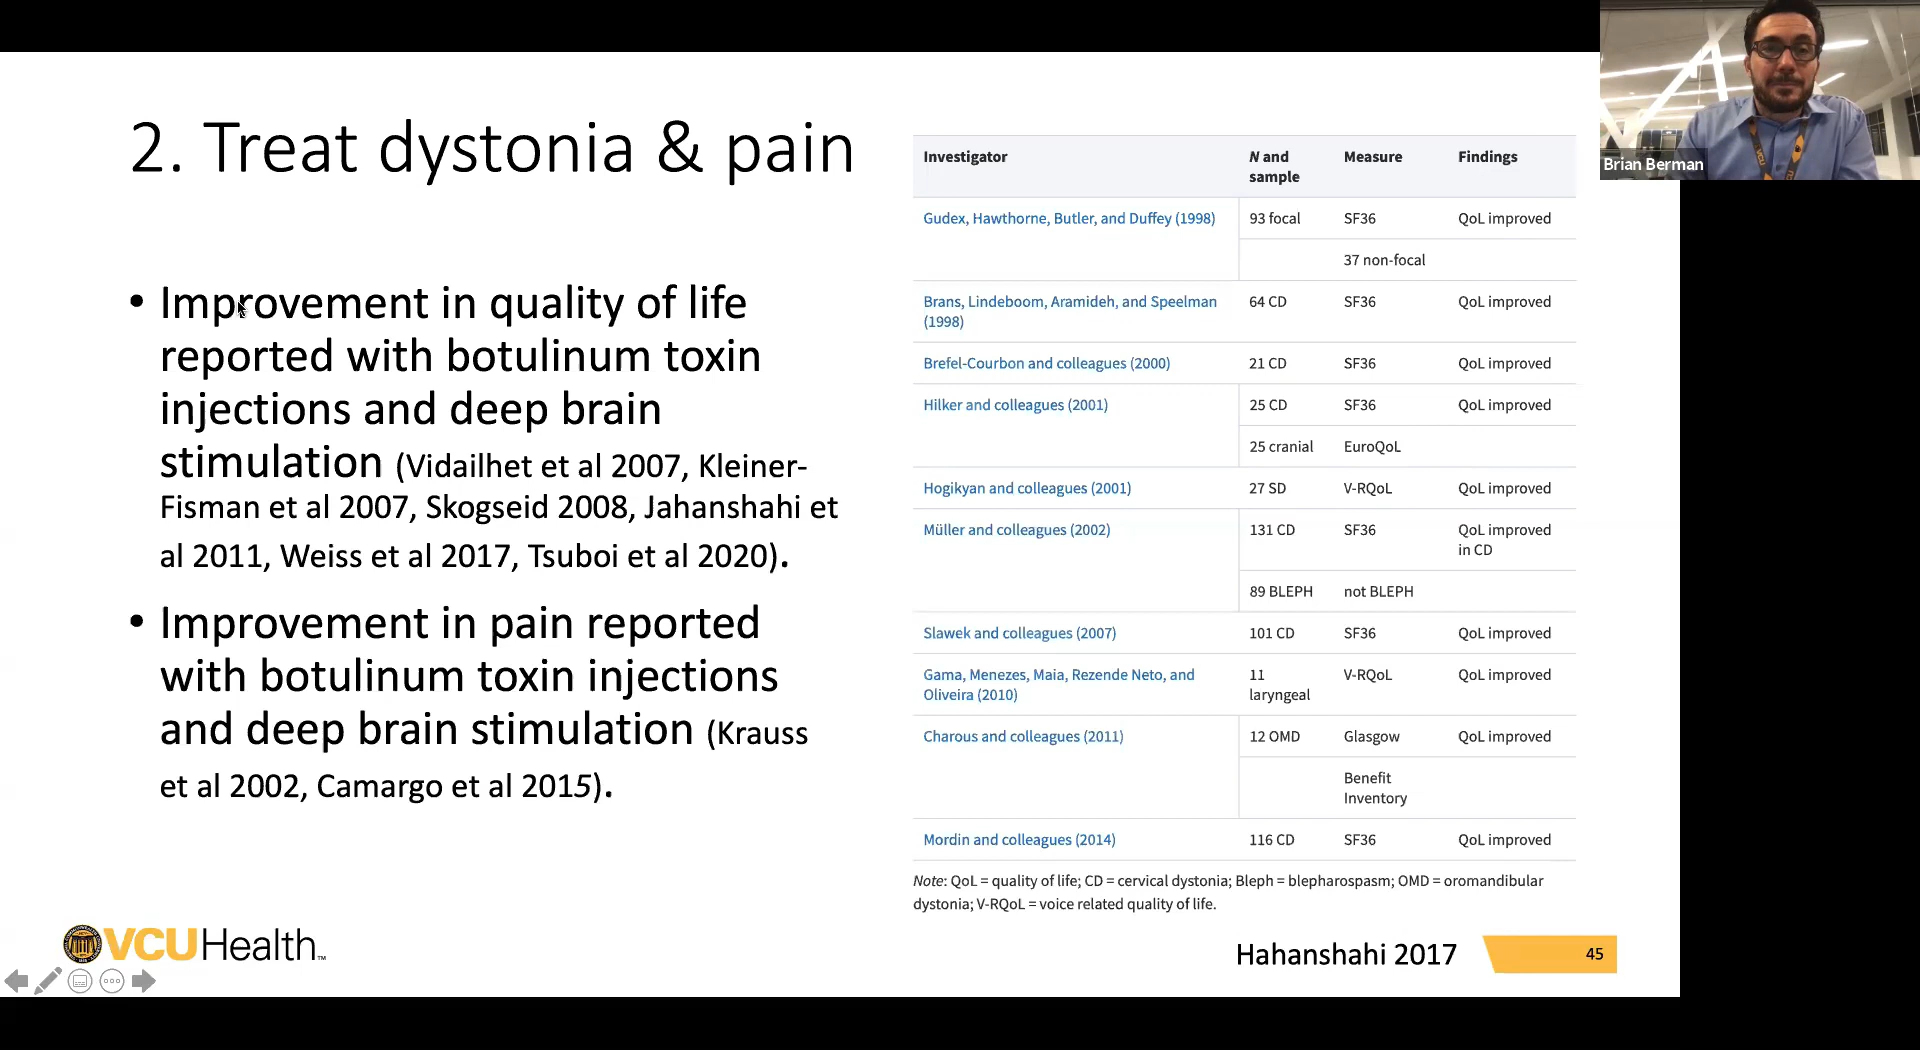 2. Treat dystonia & pain
• Improvement in quality of life
reported with botulinum toxin
injections and deep brain
stimulation (Vidailhet et al 2007, Kleiner-
Fisman et al 2007, Skogseid 2008, Jahanshahi et
al 2011, Weiss et al 2017, Tsuboi et al 2020).
• Improvement in pain reported
with botulinum toxin injections
and deep brain stimulation (Krauss
et al 2002, Camargo et al 2015).
Investigator N and sample Measure Findings
Gudex, Hawthorne, Butler, and Duffey (1998) 93 focal SF36 QoL improved
37 non-focal
Brans, Lindeboom, Aramideh, and Speelman (1998) 64 CD SF36 QoL improved
Brefel-Courbon and colleagues (2000) 21 CD SF36 QoL improved
Hilker and colleagues (2001) 25 CD SF36 QoL improved
25 cranial EuroQoL
Hogikyan and colleagues (2001) 27 SD V-RQoL QoL improved
Müller and colleagues (2002) 131 CD SF36 QoL improved in CD
89 BLEPH not BLEPH
Slawek and colleagues (2007) 101 CD SF36 QoL improved
Gama, Menezes, Maia, Rezende Neto, and Oliveira (2010) 11 laryngeal V-RQoL QoL improved
Charous and colleagues (2011) 12 OMD Glasgow QoL improved
Benefit Inventory
Mordin and colleagues (2014) 116 CD SF36 QoL improved
Note: QoL = quality of life; CD = cervical dystonia; Bleph = blepharospasm; OMD = oromandibular
dystonia; V-RQoL = voice related quality of life.
VCUHealth™
Hahanshahi 2017
45
Brian Berman
VCU